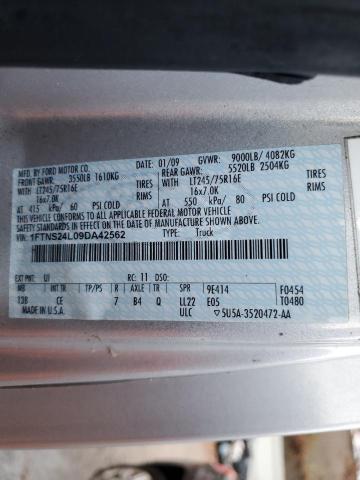 MFD. BY FORD MOTOR CO.
DATE: 01/09 GVWR: 9000LB/ 4082KG
FRONT GAWR: 3550LB 1610KG REAR GAWR: 5520LB 2504KG
WITH LT245/75R16E TIRES WITH LT245/75R16E TIRES
16x7.0K RIMS 16x7.0K RIMS
AT 415 kPa/ 60 PSI COLD AT 550 kPa/ 80 PSI COLD
THIS VEHICLE CONFORMS TO ALL APPLICABLE FEDERAL MOTOR VEHICLE
SAFETY AND THEFT PREVENTION STANDARDS IN EFFECT ON THE DATE OF MANUFACTURE SHOWN ABOVE.
VIN: 1FTNS24L09DA42562 TYPE: Truck
EXT PNT: UI RC: 11 DSO:
WB INT TR TP/PS R AXLE TR SPR 9E414 F0454
138 CE 7 B4 Q LL22 E05 T0480
MADE IN U.S.A. ULC 5U5A-3520472-AA